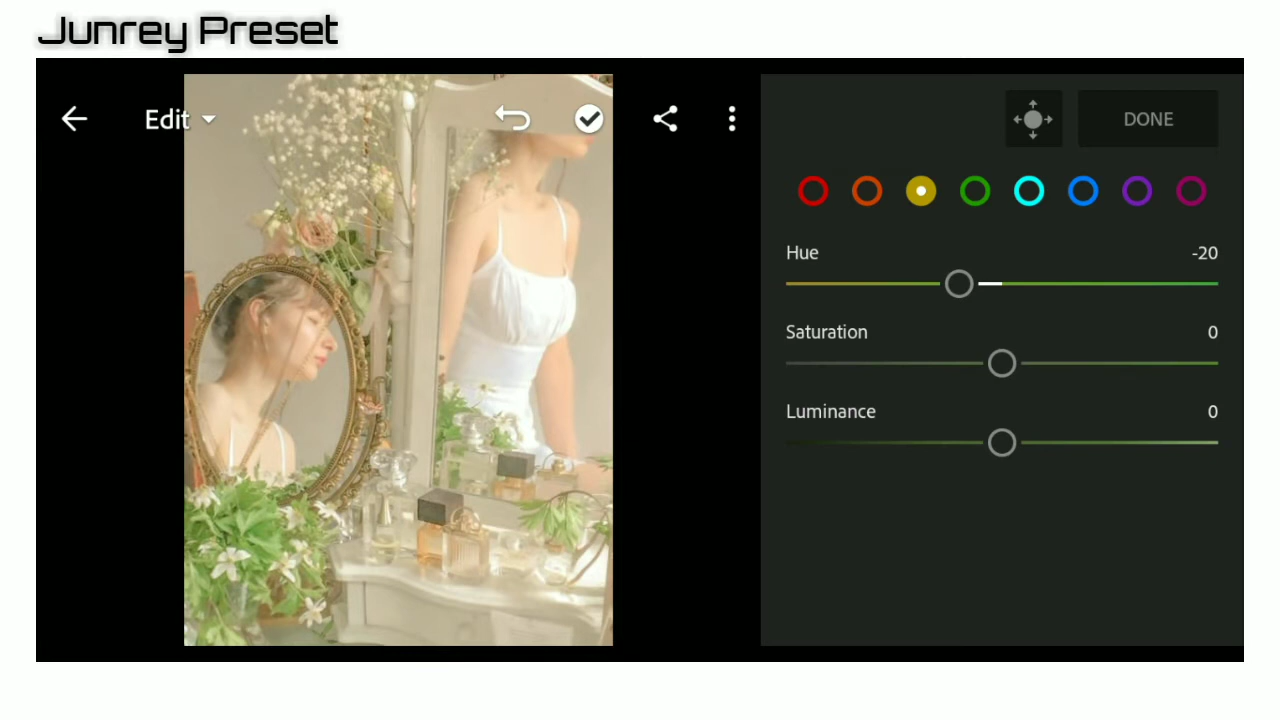 Junrey Preset
Edit
DONE
Hue -20
Saturation 0
Luminance 0